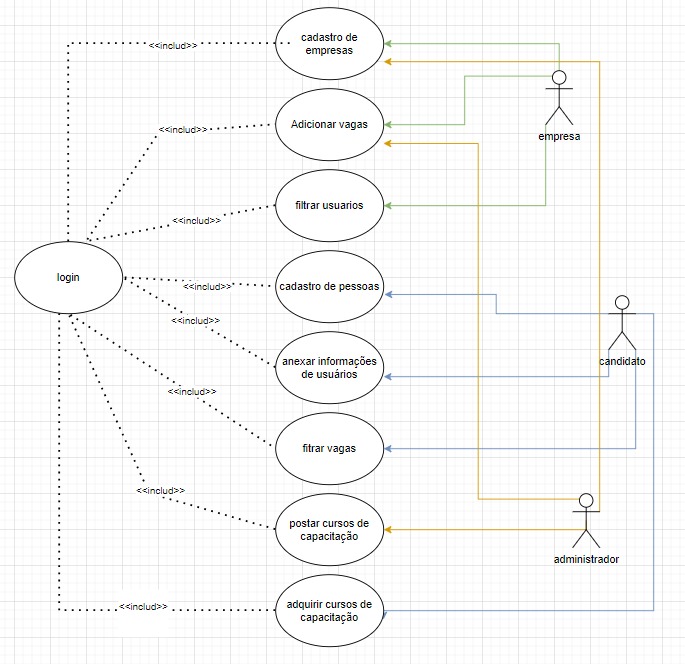 cadastro de
empresas
<<includ>>
Adicionar vagas
<<includ>>
empresa
filtrar usuarios
<<includ>>
login
cadastro de pessoas
<<includ>>
<<includ>>
anexar informações
de usuários
candidato
<<includ>>
fitrar vagas
<<includ>>
postar cursos de
capacitação
administrador
<<includ>>
adquirir cursos de
capacitação